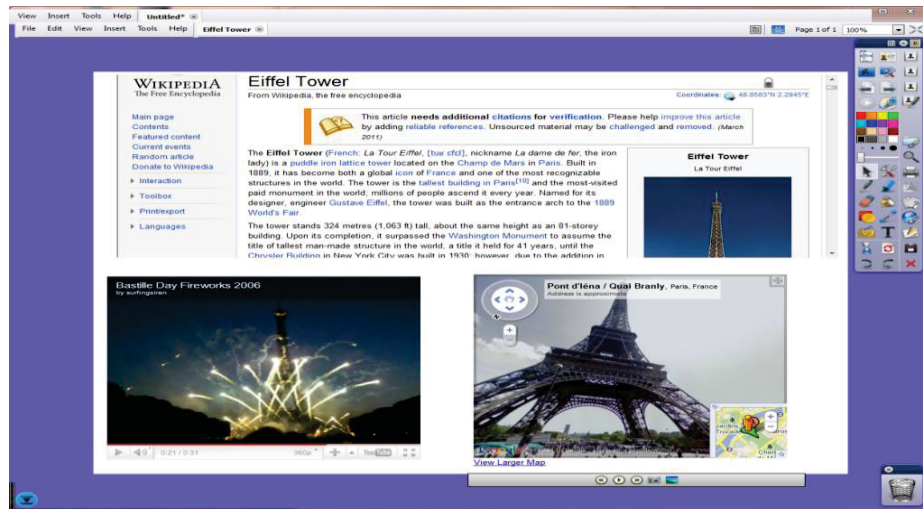 View Insert Tools Help Untitled*
File Edit View Insert Tools Help Eiffel Tower Page 1 of 1 100%
WIKIPEDIA
The Free Encyclopedia
Main page
Contents
Featured content
Current events
Random article
Donate to Wikipedia
Interaction
Toolbox
Print/export
Languages
Eiffel Tower
From Wikipedia, the free encyclopedia
Coordinates: 48.8583°N 2.2945°E
This article needs additional citations for verification. Please help improve this article
by adding reliable references. Unsourced material may be challenged and removed. (March
2011)
The Eiffel Tower (French: La Tour Eiffel, nickname La dame de fer, the iron
lady) is a puddle iron lattice tower located on the Champ de Mars in Paris. Built in
1889, it has become both a global icon of France and one of the most recognizable
structures in the world. The tower is the tallest building in Paris[10] and the most-visited
paid monument in the world; millions of people ascend it every year. Named for its
designer, engineer Gustave Eiffel, the tower was built as the entrance arch to the 1889
World's Fair.
The tower stands 324 metres (1,063 ft) tall, about the same height as an 81-storey
building. Upon its completion, it surpassed the Washington Monument to assume the
title of tallest man-made structure in the world, a title it held for 41 years, until the
Chrysler Building in New York City was built in 1930; however, due to the addition in
Eiffel Tower
La Tour Eiffel
Bastille Day Fireworks 2006
by surfingsiren
0:21 / 0:31 360p YouTube
Pont d'Iéna / Quai Branly, Paris, France
Address is approximate
N
View Larger Map
T